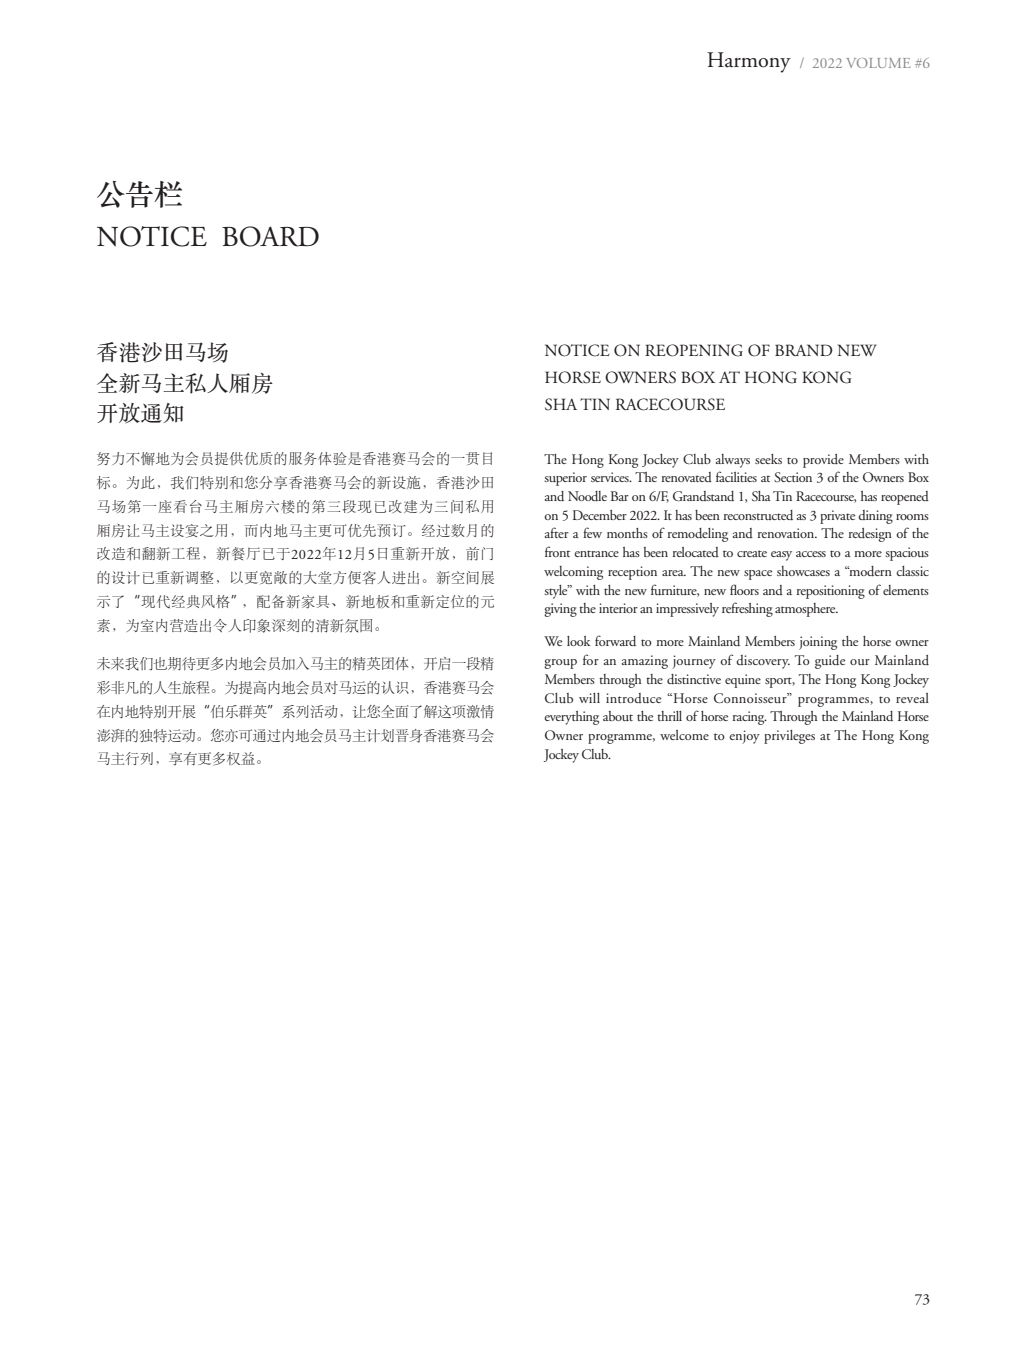 Harmony / 2022 VOLUME #6
公告栏
NOTICE BOARD
香港沙田马场
全新马主私人厢房
开放通知
努力不懈地为会员提供优质的服务体验是香港赛马会的一贯目
标。为此，我们特别和您分享香港赛马会的新设施，香港沙田
马场第一座看台马主厢房六楼的第三段现已改建为三间私用
厢房让马主设宴之用，而内地马主更可优先预订。经过数月的
改造和翻新工程，新餐厅已于2022年12月5日重新开放，前门
的设计已重新调整，以更宽敞的大堂方便客人进出。新空间展
示了“现代经典风格”，配备新家具、新地板和重新定位的元
素，为室内营造出令人印象深刻的清新氛围。
未来我们也期待更多内地会员加入马主的精英团体，开启一段精
彩非凡的人生旅程。为提高内地会员对马运的认识，香港赛马会
在内地特别开展“伯乐群英”系列活动，让您全面了解这项激情
澎湃的独特运动。您亦可通过内地会员马主计划晋身香港赛马会
马主行列，享有更多权益。
NOTICE ON REOPENING OF BRAND NEW
HORSE OWNERS BOX AT HONG KONG
SHA TIN RACECOURSE
The Hong Kong Jockey Club always seeks to provide Members with
superior services. The renovated facilities at Section 3 of the Owners Box
and Noodle Bar on 6/F, Grandstand 1, Sha Tin Racecourse, has reopened
on 5 December 2022. It has been reconstructed as 3 private dining rooms
after a few months of remodeling and renovation. The redesign of the
front entrance has been relocated to create easy access to a more spacious
welcoming reception area. The new space showcases a “modern classic
style” with the new furniture, new floors and a repositioning of elements
giving the interior an impressively refreshing atmosphere.
We look forward to more Mainland Members joining the horse owner
group for an amazing journey of discovery. To guide our Mainland
Members through the distinctive equine sport, The Hong Kong Jockey
Club will introduce “Horse Connoisseur” programmes, to reveal
everything about the thrill of horse racing. Through the Mainland Horse
Owner programme, welcome to enjoy privileges at The Hong Kong
Jockey Club.
73